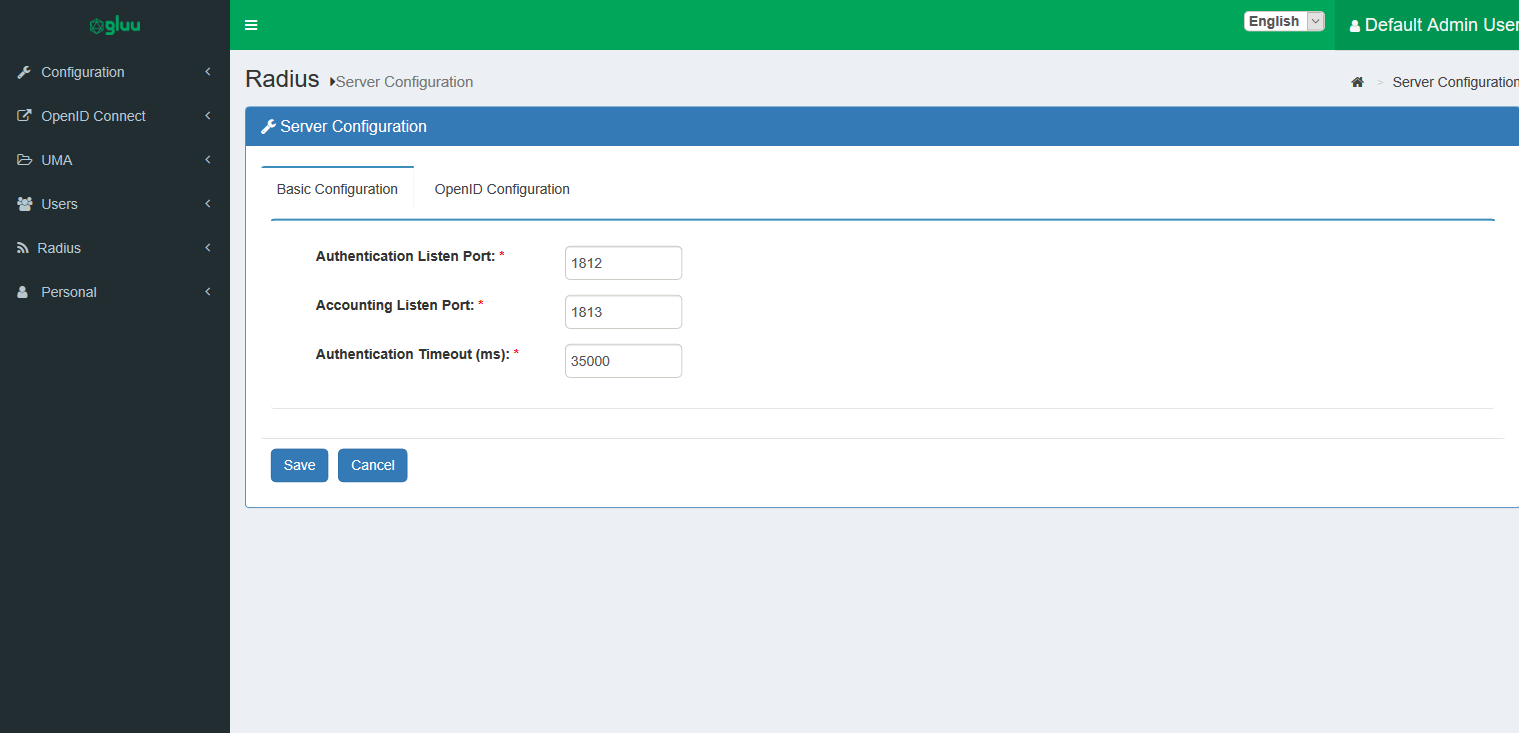 gluu
English
Default Admin User
Configuration
OpenID Connect
UMA
Users
Radius
Personal
Radius Server Configuration
> Server Configuration
Server Configuration
Basic Configuration OpenID Configuration
Authentication Listen Port: * 1812
Accounting Listen Port: * 1813
Authentication Timeout (ms): * 35000
Save Cancel